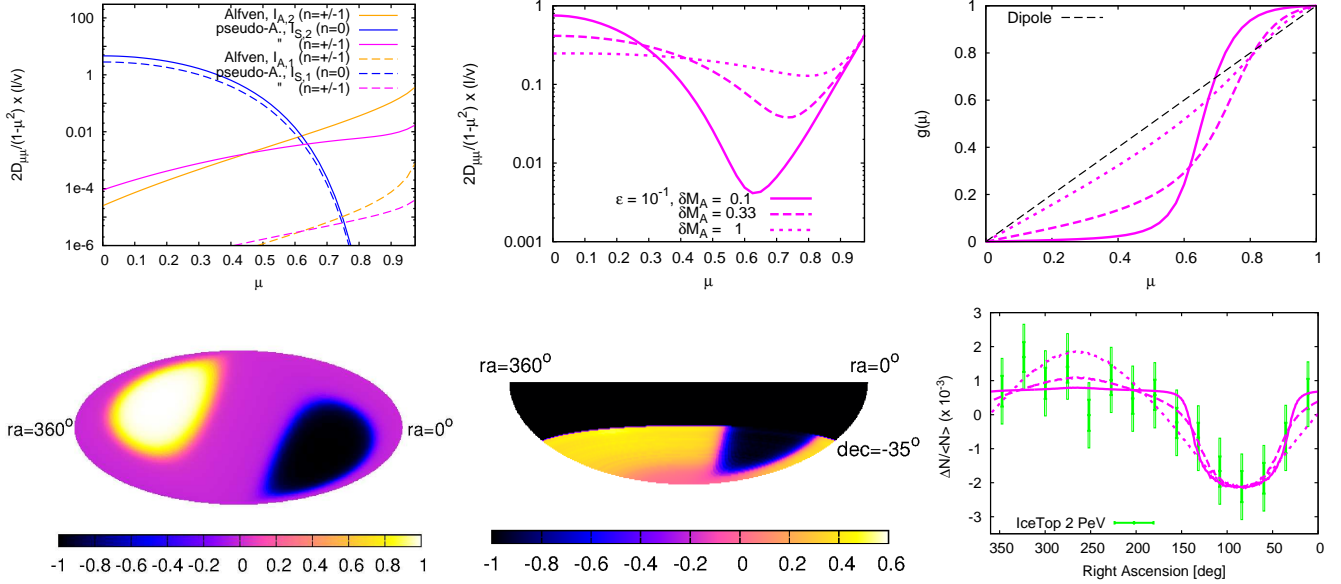 Alfven, I_A,2 (n=+/-1)
pseudo-A., I_S,2 (n=0)
" (n=+/-1)
Alfven, I_A,1 (n=+/-1)
pseudo-A., I_S,1 (n=0)
" (n=+/-1)
100
1
0.01
1e-4
1e-6
2D_μμ/(1-μ²) x (l/v)
0 0.1 0.2 0.3 0.4 0.5 0.6 0.7 0.8 0.9
μ
1
0.1
0.01
0.001
2D_μμ/(1-μ²) x (l/v)
ε = 10⁻¹, δM_A = 0.1
δM_A = 0.33
δM_A = 1
0 0.1 0.2 0.3 0.4 0.5 0.6 0.7 0.8 0.9
μ
Dipole
1
0.8
0.6
0.4
0.2
0
g(μ)
0 0.2 0.4 0.6 0.8 1
μ
ra=360°
ra=0°
-1 -0.8 -0.6 -0.4 -0.2 0 0.2 0.4 0.6 0.8 1
ra=360°
ra=0°
dec=-35°
-1 -0.8 -0.6 -0.4 -0.2 0 0.2 0.4 0.6
3
2
1
0
-1
-2
-3
ΔN/<N> (x 10⁻³)
IceTop 2 PeV
350 300 250 200 150 100 50 0
Right Ascension [deg]